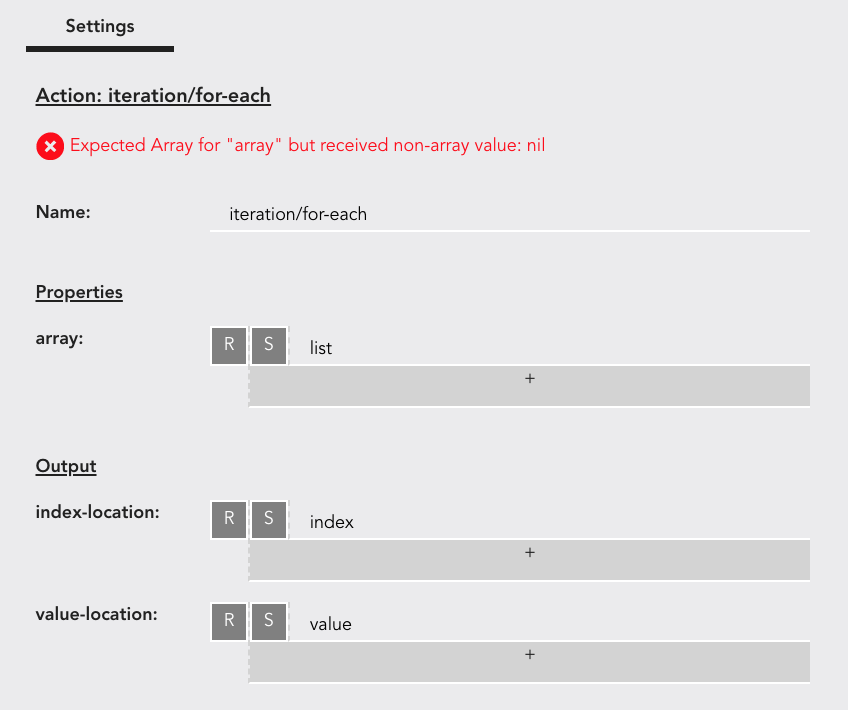 Settings
Action: iteration/for-each
Expected Array for "array" but received non-array value: nil
Name: iteration/for-each
Properties
array: R S list
+
Output
index-location: R S index
+
value-location: R S value
+